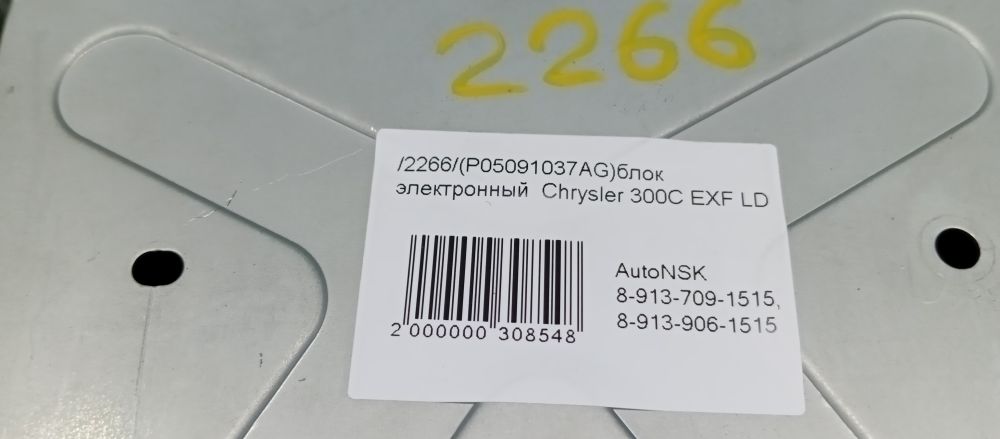 2266
/2266/(P05091037AG)блок
электронный Chrysler 300C EXF LD
AutoNSK
8-913-709-1515,
8-913-906-1515
2 000000 308548